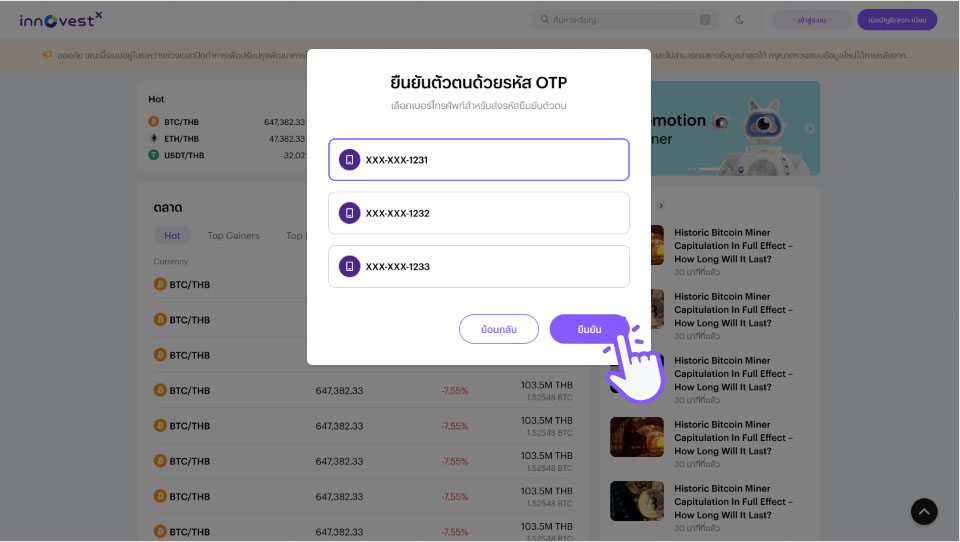 innovestX
ค้นหาเหรียญ
/
เข้าสู่ระบบ
เปิดบัญชี/ลงทะเบียน
ขออภัย ขณะนี้ระบบอยู่ในระหว่างช่วงเวลาปิดทำการเพื่อปรับปรุงพัฒนาการ
และไม่สามารถแสดงข้อมูลล่าสุดได้ กรุณาตรวจสอบข้อมูลใหม่ได้ภายหลังจาก...
ยืนยันตัวตนด้วยรหัส OTP
เลือกเบอร์โทรศัพท์สำหรับส่งรหัสยืนยันตัวตน
XXX-XXX-1231
XXX-XXX-1232
XXX-XXX-1233
ย้อนกลับ
ยืนยัน
Hot
BTC/THB 647,382.33
ETH/THB 47,382.33
USDT/THB 32.02
ตลาด
Hot Top Gainers Top
Currency
BTC/THB
BTC/THB
BTC/THB
BTC/THB 647,382.33 -7.55% 103.5M THB
1.52548 BTC
BTC/THB 647,382.33 -7.55% 103.5M THB
1.52548 BTC
BTC/THB 647,382.33 -7.55% 103.5M THB
1.52548 BTC
BTC/THB 647,382.33 -7.55% 103.5M THB
1.52548 BTC
BTC/THB 647,382.33 -7.55% 103.5M THB
motion
ner
Historic Bitcoin Miner
Capitulation In Full Effect –
How Long Will It Last?
30 นาทีที่แล้ว
Historic Bitcoin Miner
Capitulation In Full Effect –
How Long Will It Last?
30 นาทีที่แล้ว
Historic Bitcoin Miner
Capitulation In Full Effect –
How Long Will It Last?
30 นาทีที่แล้ว
Historic Bitcoin Miner
Capitulation In Full Effect –
How Long Will It Last?
30 นาทีที่แล้ว
Historic Bitcoin Miner
Capitulation In Full Effect –
How Long Will It Last?
30 นาทีที่แล้ว